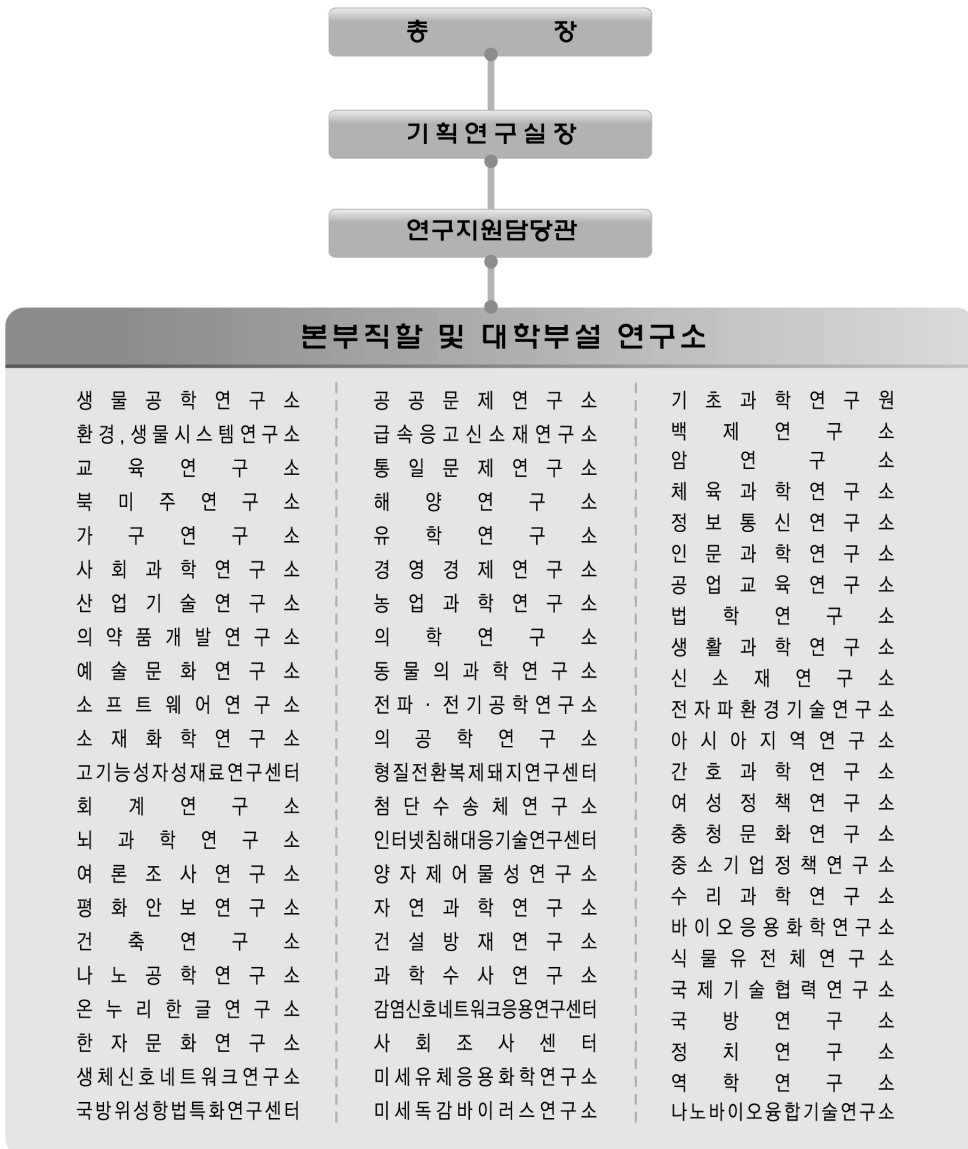 총 장
기획연구실장
연구지원담당관
본부직할 및 대학부설 연구소
생물공학연구소
환경,생물시스템연구소
교육연구소
북미주연구소
가구연구소
사회과학연구소
산업기술연구소
의약품개발연구소
예술문화연구소
소프트웨어연구소
소재화학연구소
고기능성자성재료연구센터
회계연구소
뇌과학연구소
여론조사연구소
평화안보연구소
건축연구소
나노공학연구소
온누리한글연구소
한자문화연구소
생체신호네트워크연구소
국방위성항법특화연구센터
공공문제연구소
급속응고신소재연구소
통일문제연구소
해양연구소
유학연구소
경영경제연구소
농업과학연구소
의학연구소
동물의과학연구소
전파·전기공학연구소
의공학연구소
형질전환복제돼지연구센터
첨단수송체연구소
인터넷침해대응기술연구센터
양자제어물성연구소
자연과학연구소
건설방재연구소
과학수사연구소
감염신호네트워크응용연구센터
사회조사센터
미세유체응용화학연구소
미세독감바이러스연구소
기초과학연구원
백제연구소
암연구소
체육과학연구소
정보통신연구소
인문과학연구소
공업교육연구소
법학연구소
생활과학연구소
신소재연구소
전자파환경기술연구소
아시아지역연구소
간호과학연구소
여성정책연구소
충청문화연구소
중소기업정책연구소
수리과학연구소
바이오응용화학연구소
식물유전체연구소
국제기술협력연구소
국방연구소
정치연구소
역학연구소
나노바이오융합기술연구소